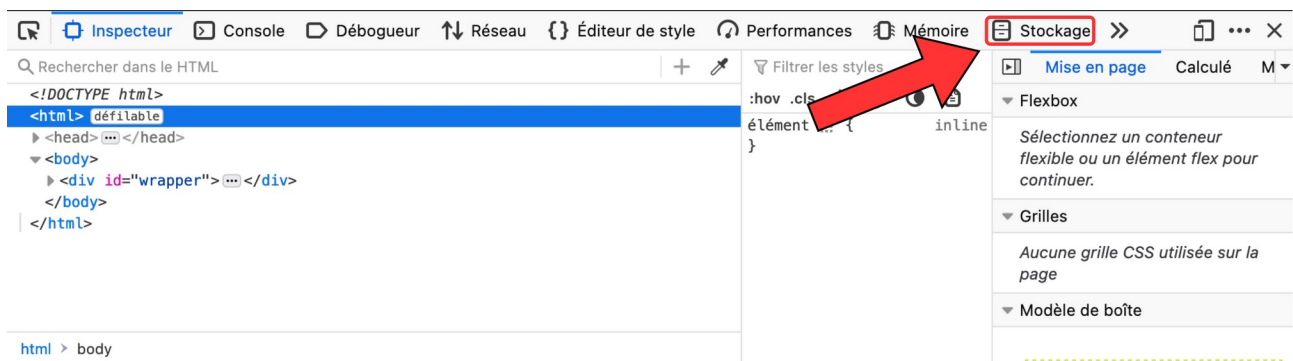 Inspecteur Console Débogueur Réseau {} Éditeur de style Performances Mémoire Stockage
Rechercher dans le HTML
Filtrer les styles
Mise en page Calculé M
<!DOCTYPE html>
:hov .cls
Flexbox
<html> défilable
élément { inline
<head> ... </head>
}
Sélectionnez un conteneur
<body>
flexible ou un élément flex pour
<div id="wrapper"> ... </div>
continuer.
</body>
</html>
Grilles
Aucune grille CSS utilisée sur la
page
Modèle de boîte
html > body